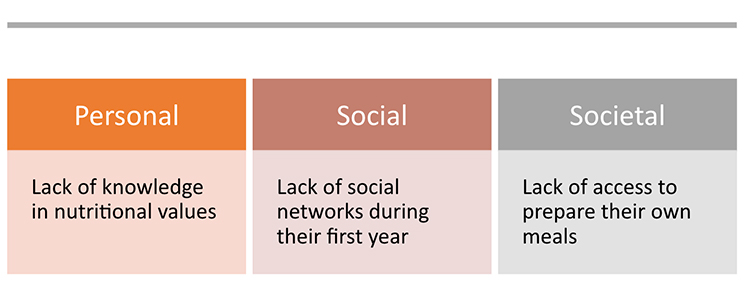 Personal
Lack of knowledge
in nutritional values
Social
Lack of social
networks during
their first year
Societal
Lack of access to
prepare their own
meals